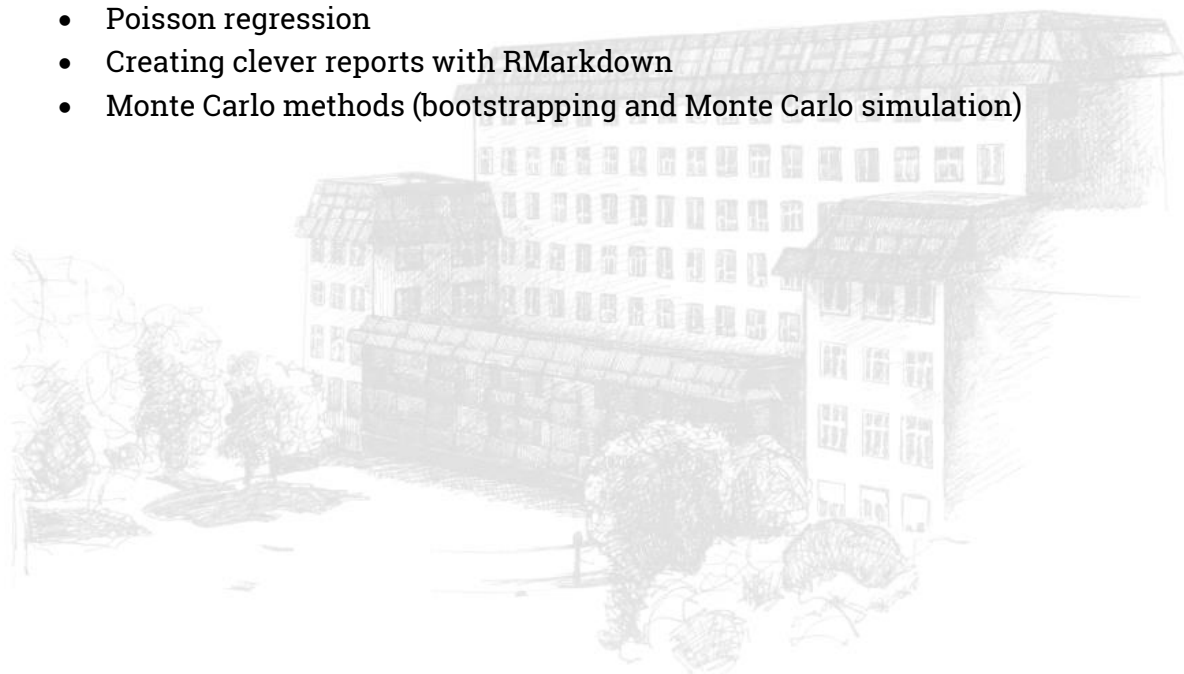 • Poisson regression
• Creating clever reports with RMarkdown
• Monte Carlo methods (bootstrapping and Monte Carlo simulation)